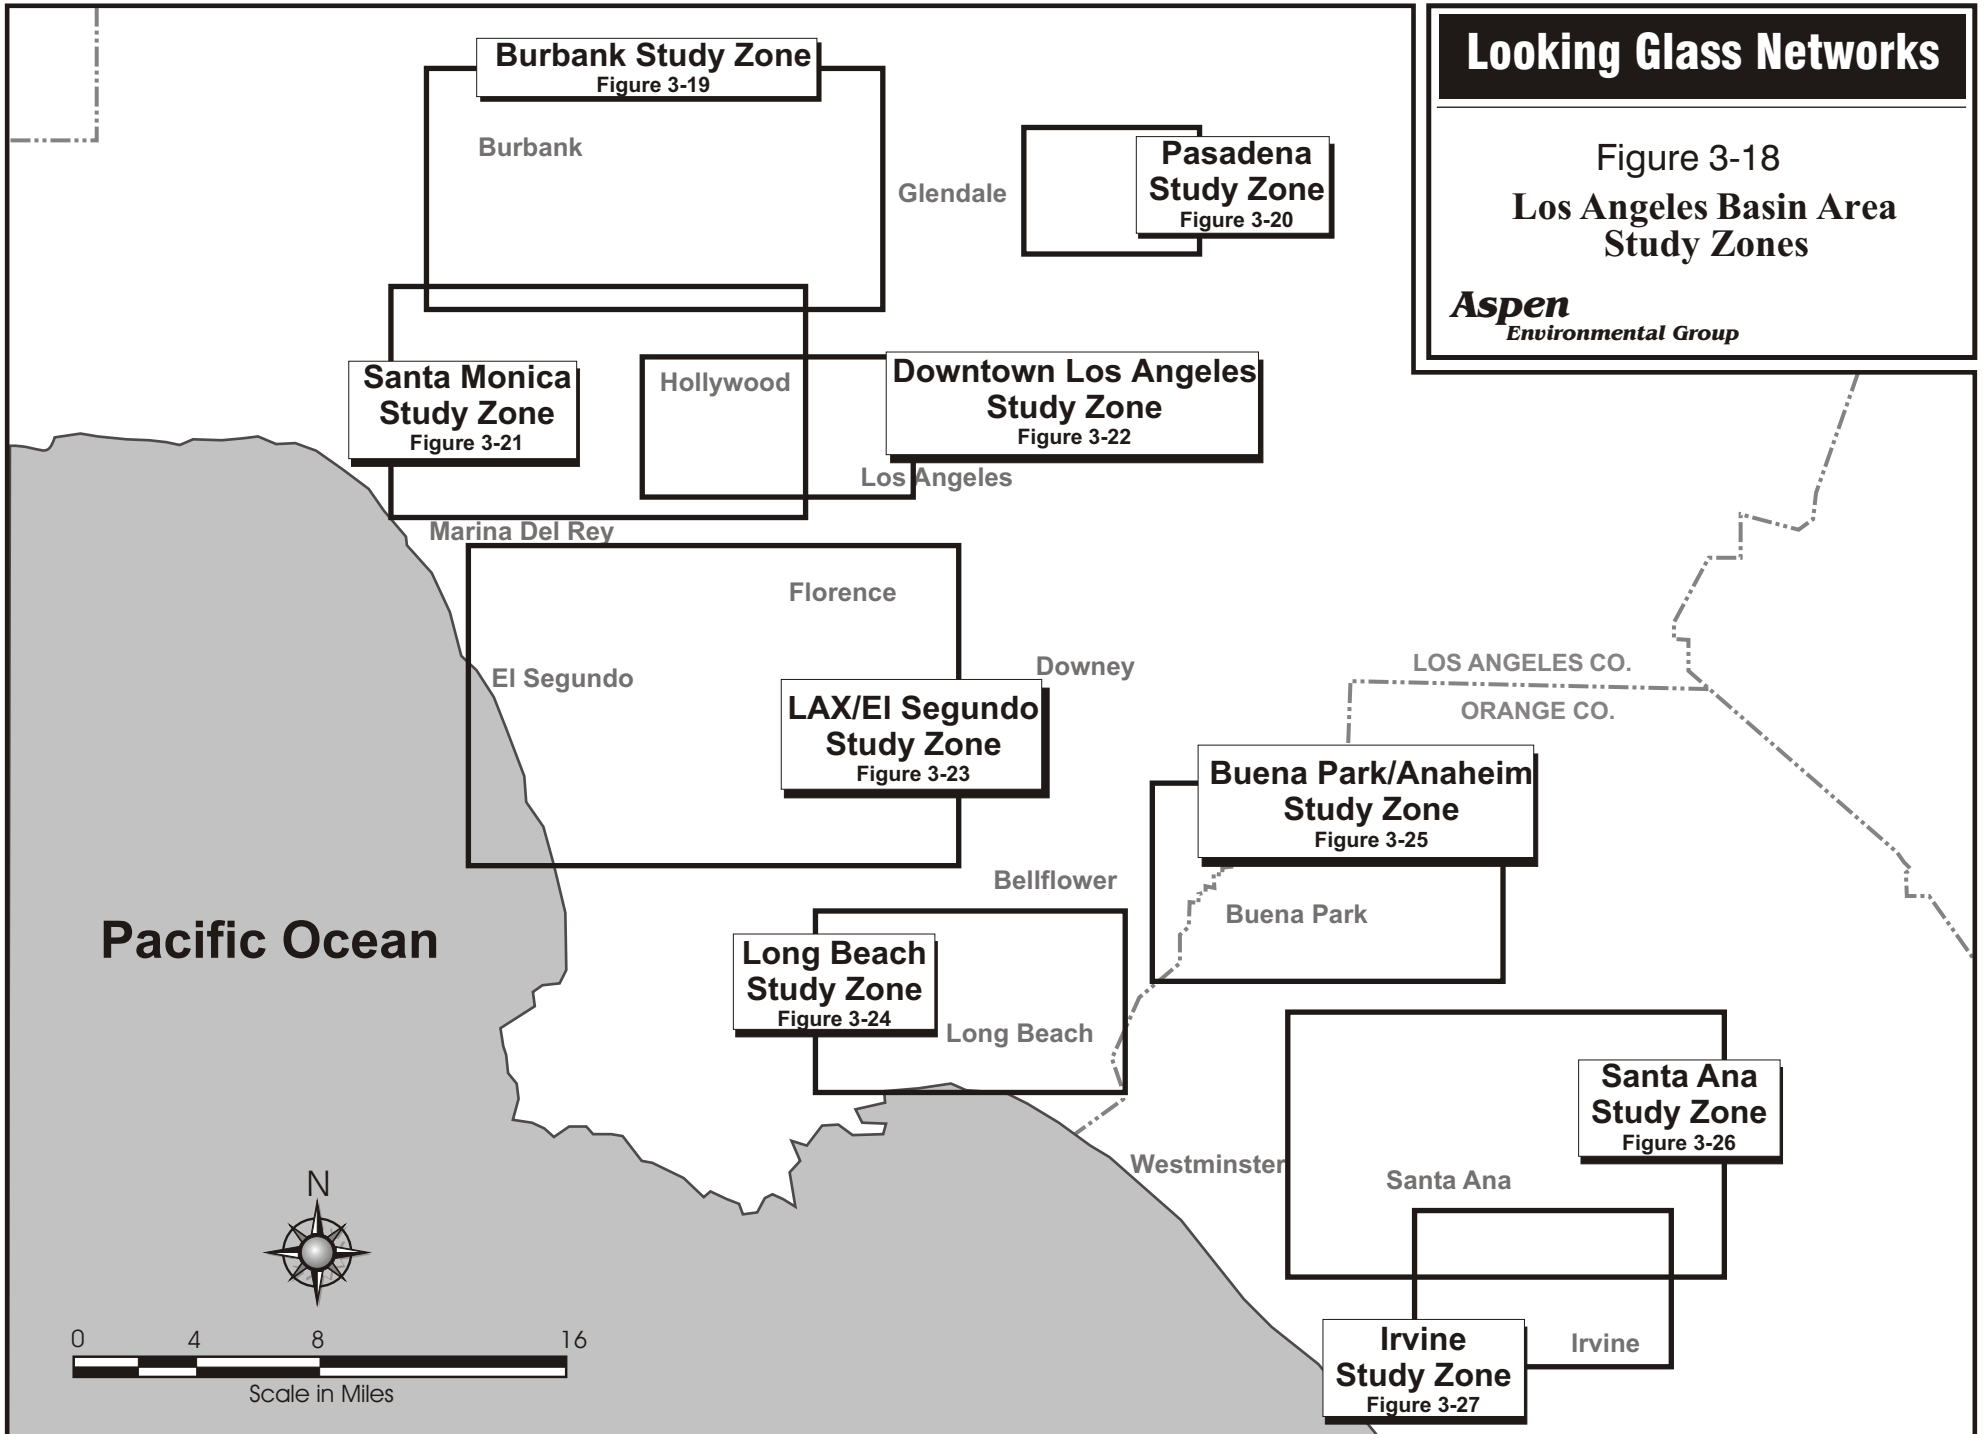 Looking Glass Networks
Figure 3-18
Los Angeles Basin Area
Study Zones
Aspen
Environmental Group
Burbank Study Zone
Figure 3-19
Burbank
Glendale
Pasadena
Study Zone
Figure 3-20
Santa Monica
Study Zone
Figure 3-21
Hollywood
Downtown Los Angeles
Study Zone
Figure 3-22
Los Angeles
Marina Del Rey
Florence
El Segundo
Downey
LAX/El Segundo
Study Zone
Figure 3-23
LOS ANGELES CO.
ORANGE CO.
Buena Park/Anaheim
Study Zone
Figure 3-25
Bellflower
Buena Park
Pacific Ocean
Long Beach
Study Zone
Figure 3-24
Long Beach
Santa Ana
Study Zone
Figure 3-26
Westminster
Santa Ana
N
0 4 8 16
Scale in Miles
Irvine
Study Zone
Figure 3-27
Irvine